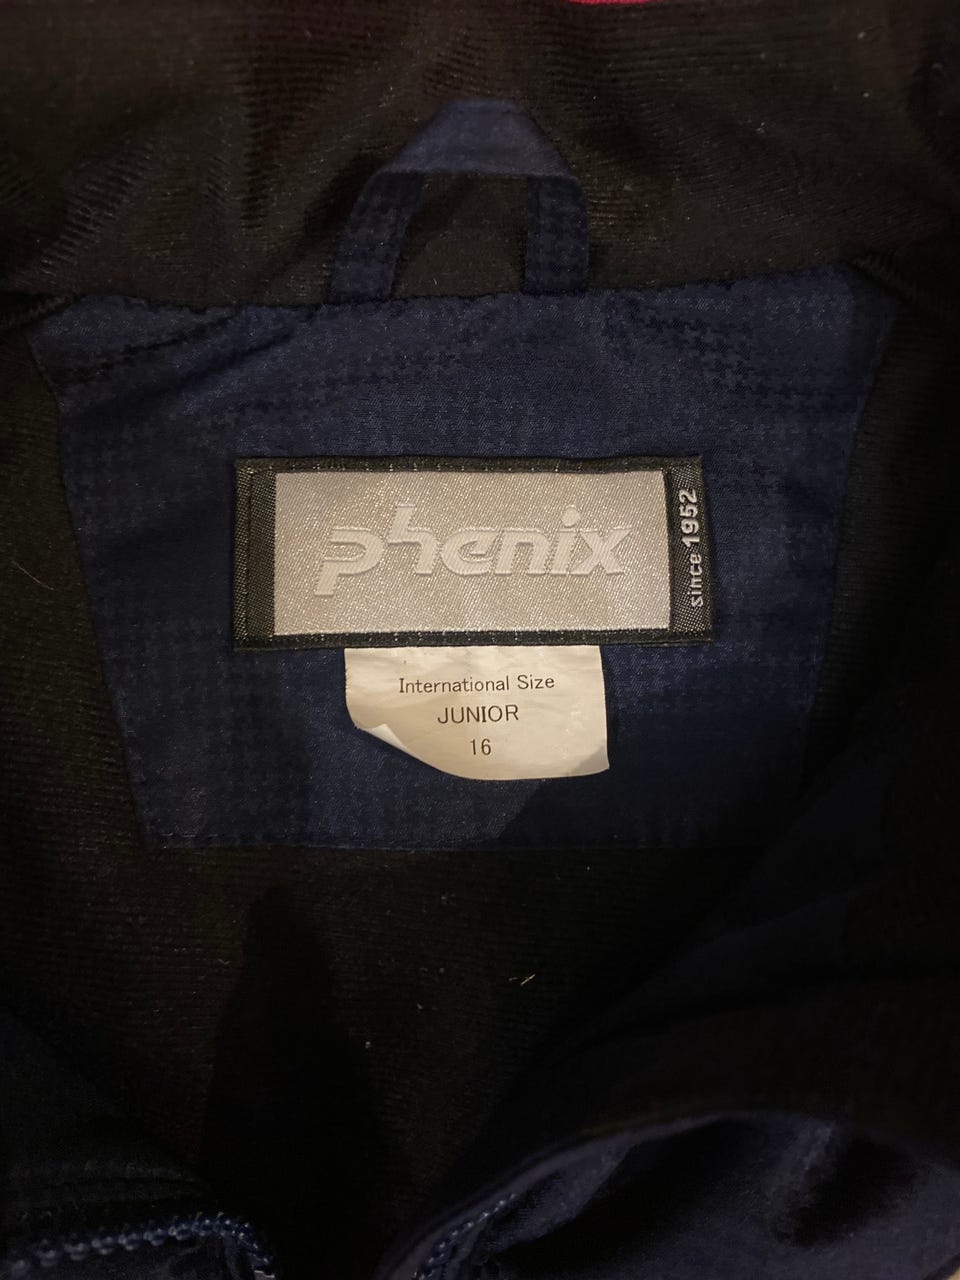 phenix
since 1952
International Size
JUNIOR
16